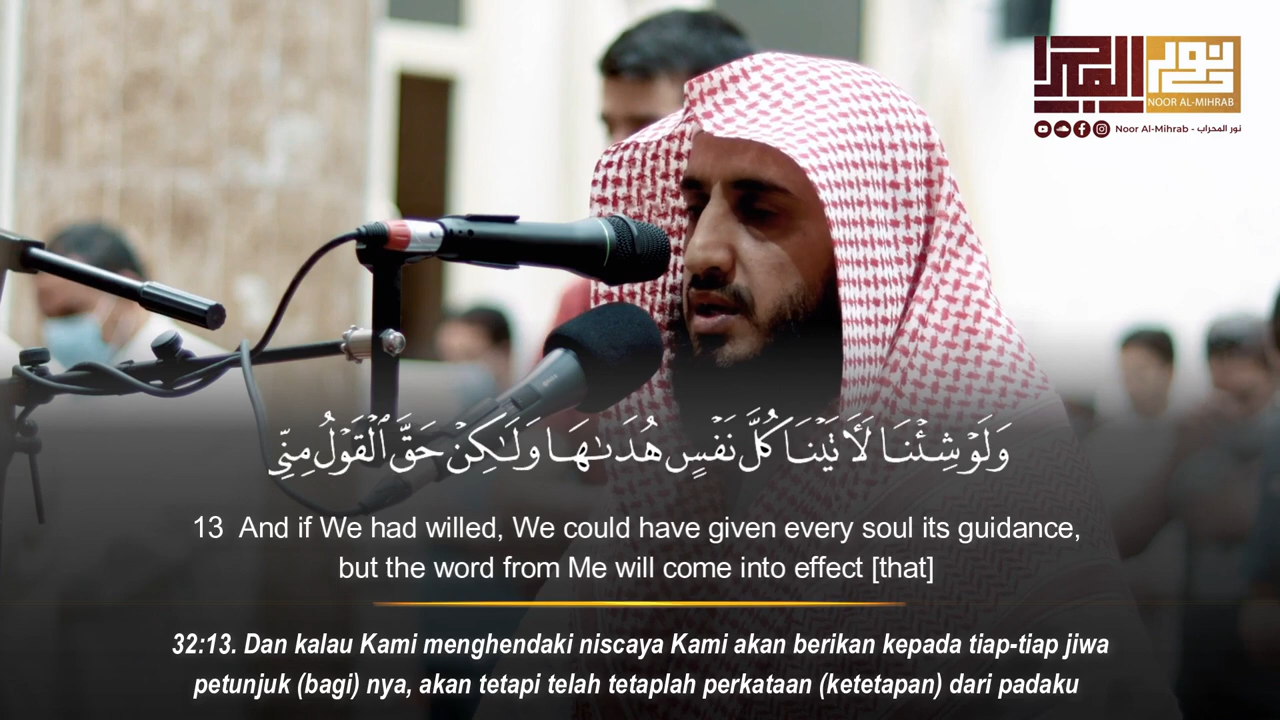 نور المحراب
NOOR AL-MIHRAB
Noor Al-Mihrab - نور المحراب
وَلَوْ شِئْنَا لَأٓتَيْنَا كُلَّ نَفْسٍ هُدَىٰهَا وَلَٰكِنْ حَقَّ ٱلْقَوْلُ مِنِّى
13 And if We had willed, We could have given every soul its guidance,
but the word from Me will come into effect [that]
32:13. Dan kalau Kami menghendaki niscaya Kami akan berikan kepada tiap-tiap jiwa
petunjuk (bagi) nya, akan tetapi telah tetaplah perkataan (ketetapan) dari padaku